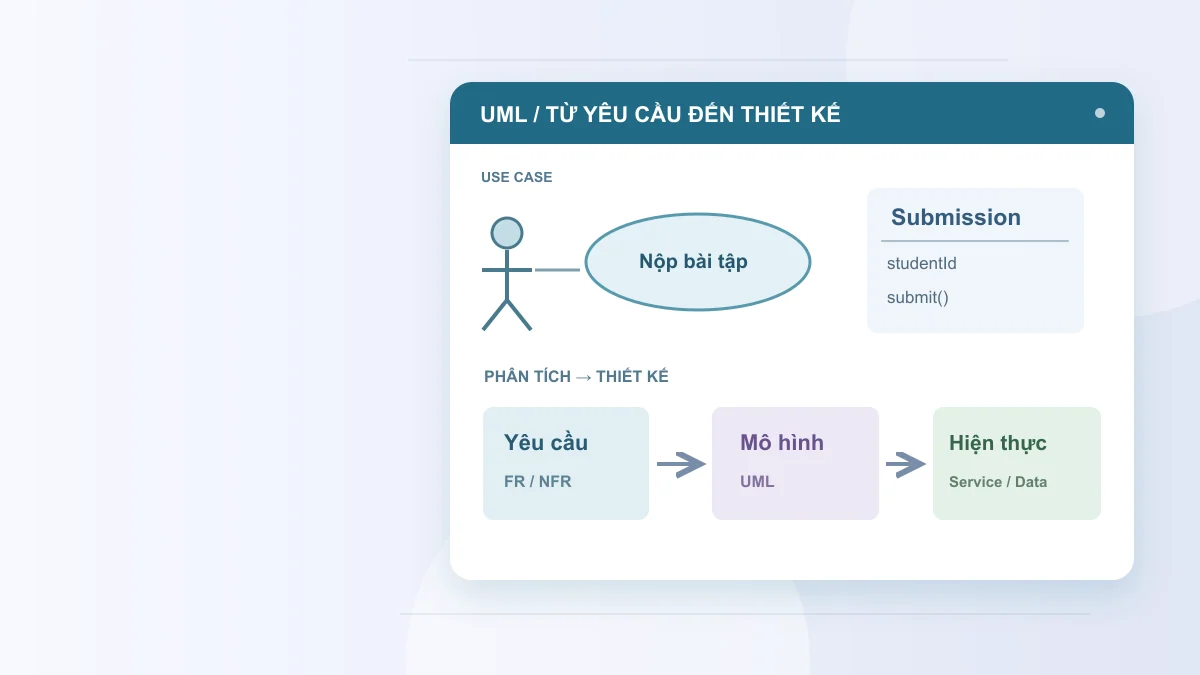 UML / TỪ YÊU CẦU ĐẾN THIẾT KẾ
USE CASE
Nộp bài tập
Submission
studentId
submit()
PHÂN TÍCH → THIẾT KẾ
Yêu cầu
FR / NFR
Mô hình
UML
Hiện thực
Service / Data